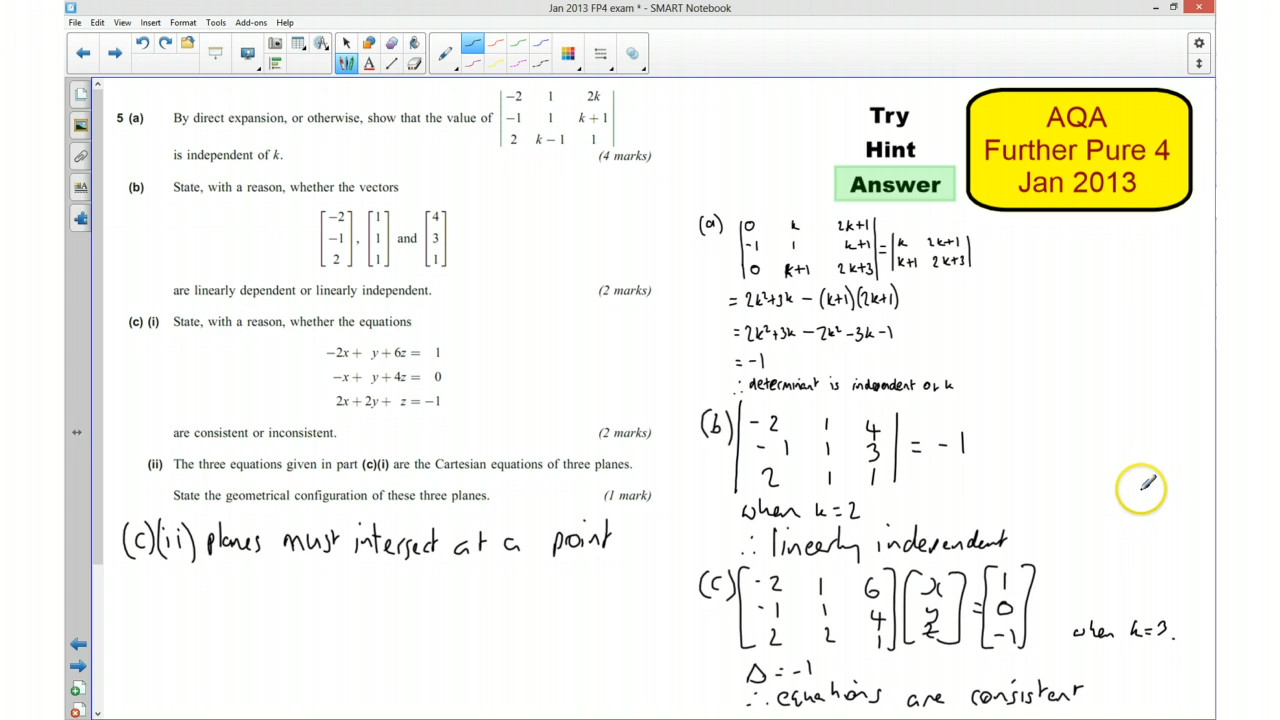 Jan 2013 FP4 exam * - SMART Notebook
File Edit View Insert Format Tools Add-ons Help
5 (a) By direct expansion, or otherwise, show that the value of
-2 1 2k
-1 1 k + 1
2 k - 1 1
is independent of k. (4 marks)
(b) State, with a reason, whether the vectors
[-2 -1 2], [1 1 1] and [4 3 1]
are linearly dependent or linearly independent. (2 marks)
(c) (i) State, with a reason, whether the equations
-2x + y + 6z = 1
-x + y + 4z = 0
2x + 2y + z = -1
are consistent or inconsistent. (2 marks)
(ii) The three equations given in part (c)(i) are the Cartesian equations of three planes.
State the geometrical configuration of these three planes. (1 mark)
(c)(ii) planes must intersect at a point
Try
Hint
Answer
AQA
Further Pure 4
Jan 2013
(a) |0 k 2k+1|
|-1 1 k+1| = |k 2k+1|
|0 k+1 2k+3| |k+1 2k+3|
= 2k²+3k - (k+1)(2k+1)
= 2k²+3k - 2k² - 3k - 1
= -1
∴ determinant is independent of k
(b) |-2 1 4|
|-1 1 3| = -1
|2 1 1|
when k=2
∴ linearly independent
(c) [-2 1 6] [x] [1]
[-1 1 4] [y] = [0]
[2 2 1] [z] [-1] when k=3.
Δ = -1
∴ equations are consistent